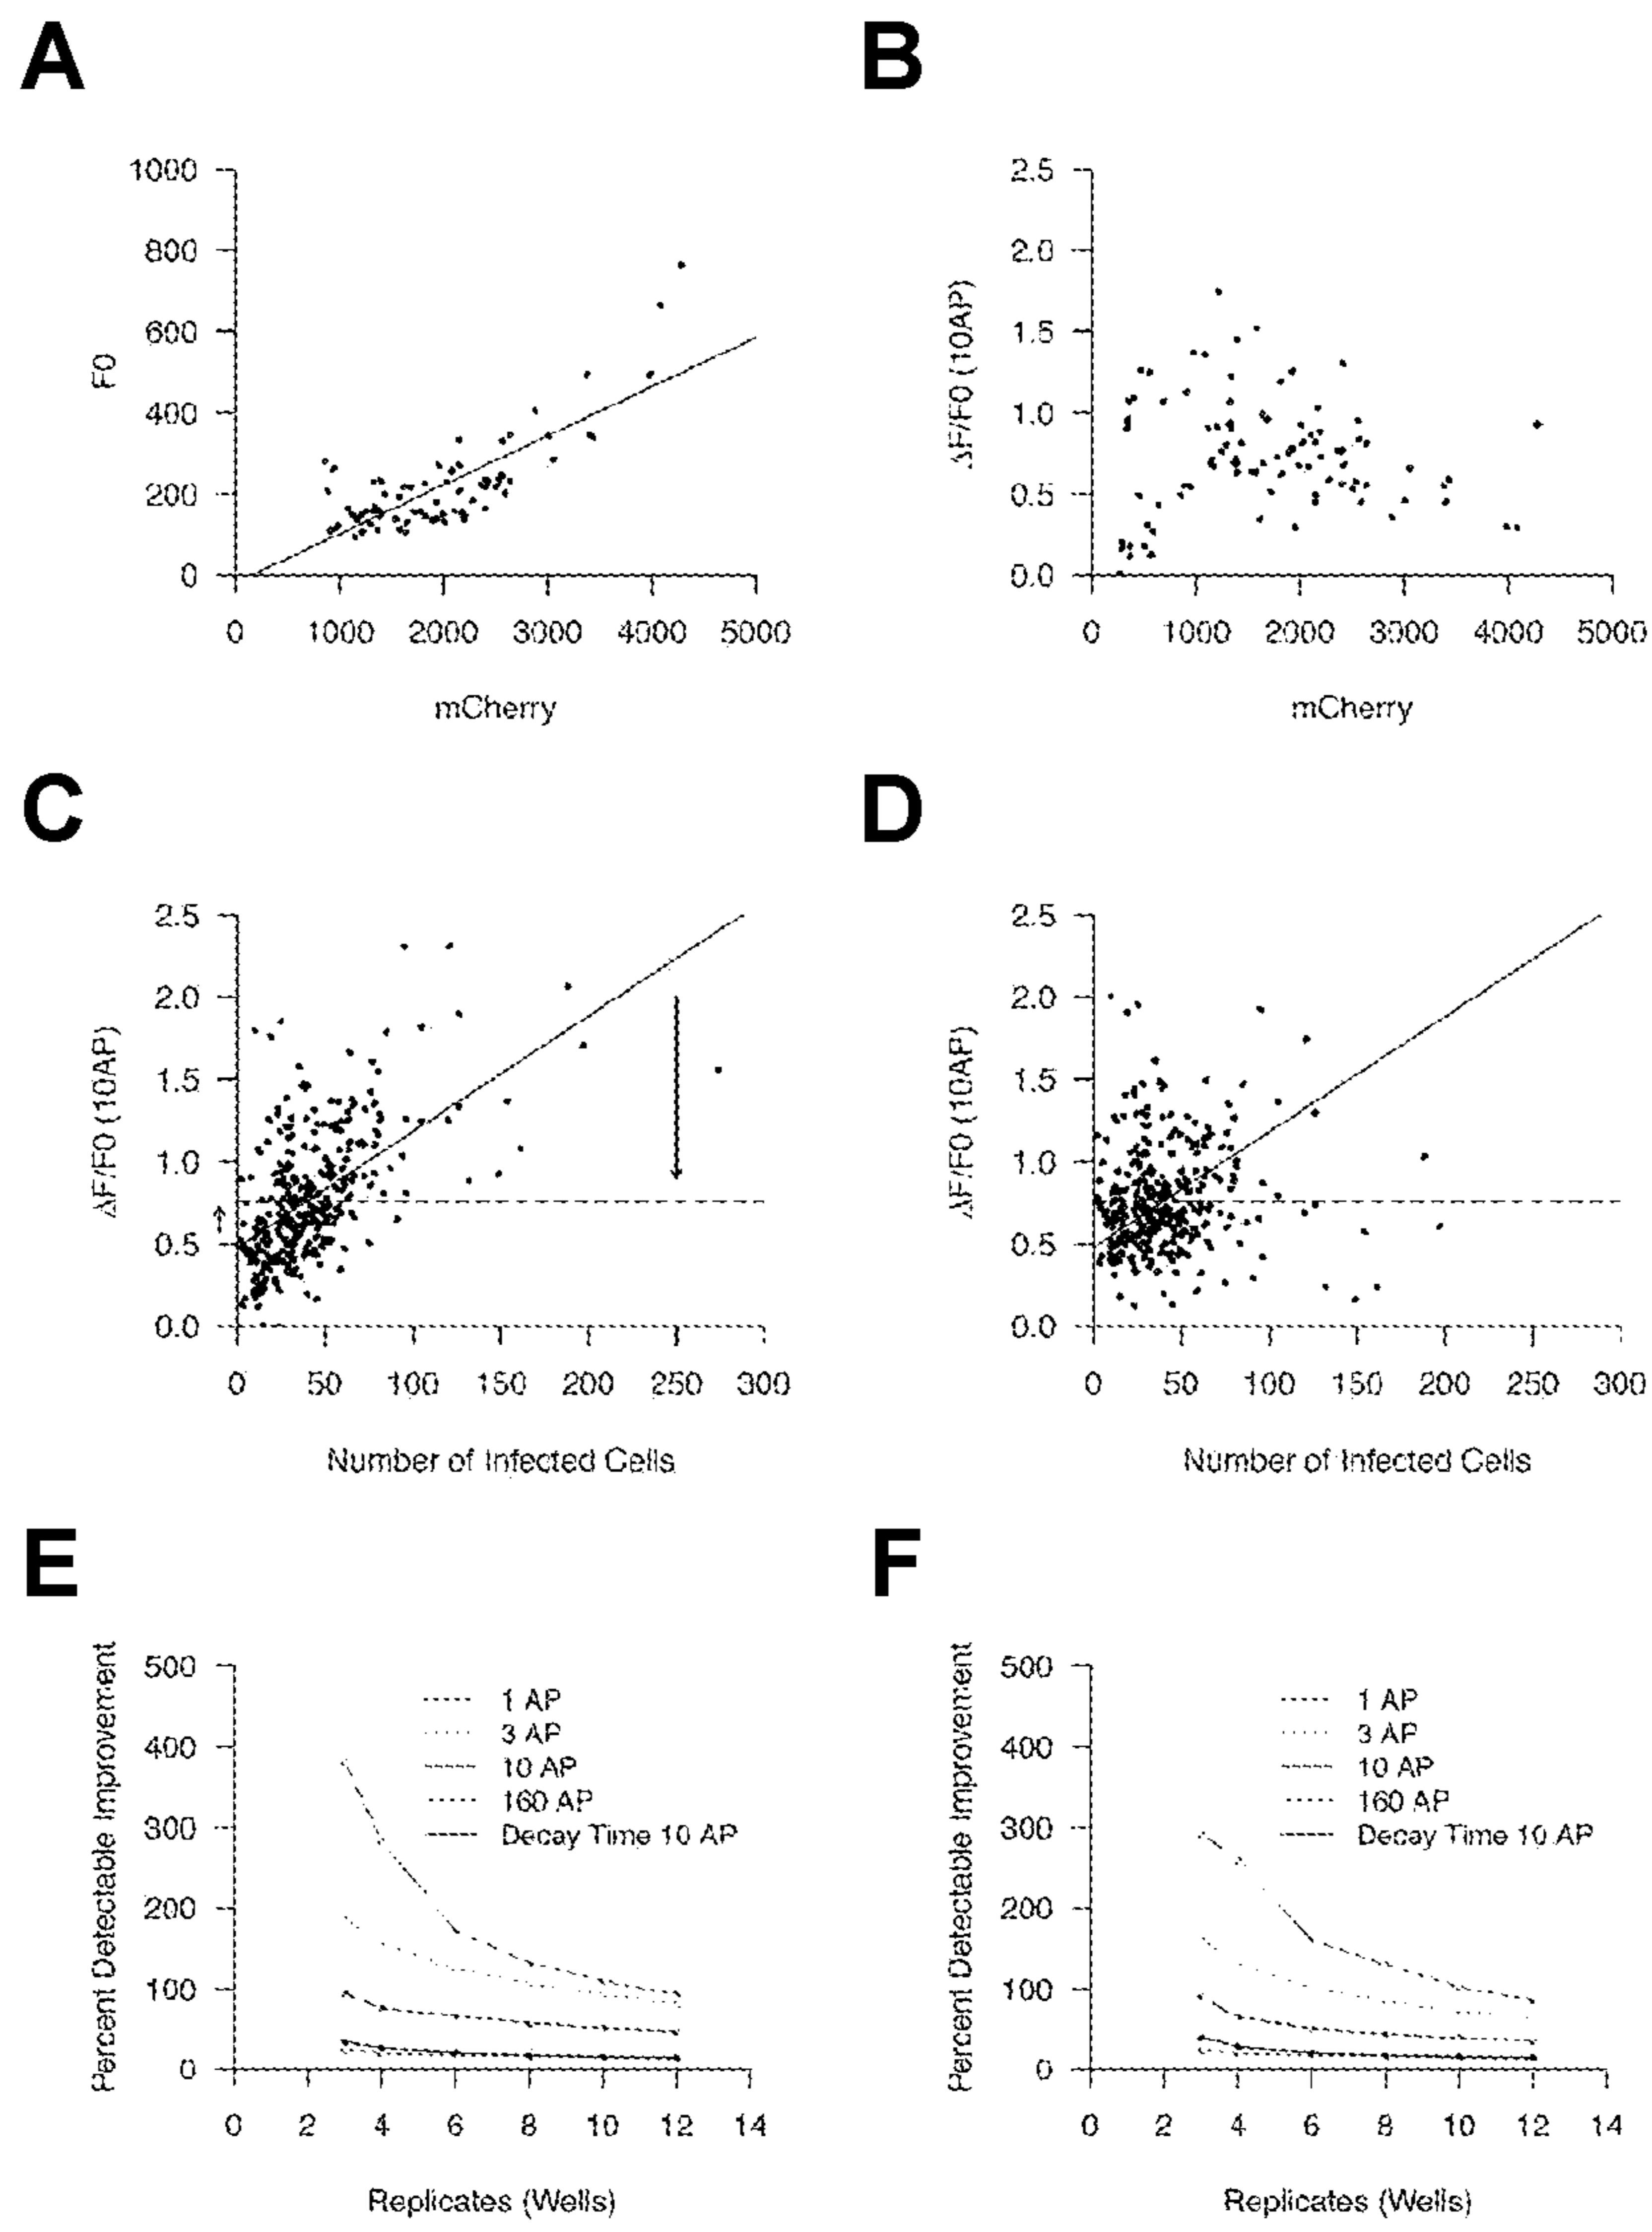 A
B
1000
800
600
400
200
0
F0
0 1000 2000 3000 4000 5000
mCherry
2.5
2.0
1.5
1.0
0.5
0.0
ΔF/F0 (10AP)
0 1000 2000 3000 4000 5000
mCherry
C
D
2.5
2.0
1.5
1.0
0.5
0.0
ΔF/F0 (10AP)
0 50 100 150 200 250 300
Number of Infected Cells
2.5
2.0
1.5
1.0
0.5
0.0
ΔF/F0 (10AP)
0 50 100 150 200 250 300
Number of Infected Cells
E
F
500
400
300
200
100
0
Percent Detectable Improvement
1 AP
3 AP
10 AP
160 AP
Decay Time 10 AP
0 2 4 6 8 10 12 14
Replicates (Wells)
500
400
300
200
100
0
Percent Detectable Improvement
1 AP
3 AP
10 AP
160 AP
Decay Time 10 AP
0 2 4 6 8 10 12 14
Replicates (Wells)